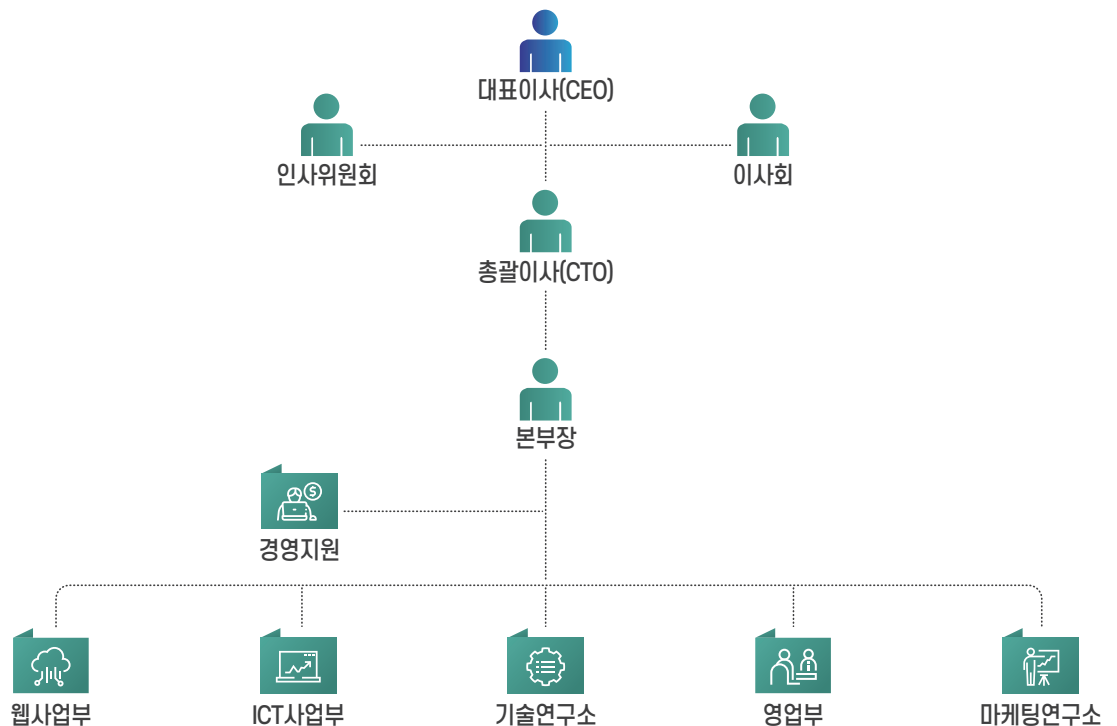 대표이사(CEO)
인사위원회
이사회
총괄이사(CTO)
본부장
$
경영지원
웹사업부
ICT사업부
기술연구소
영업부
마케팅연구소